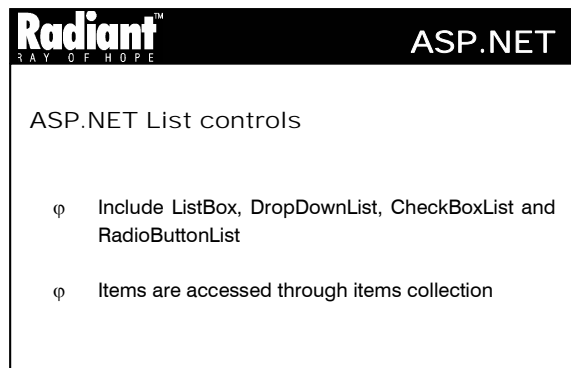 Radiant™
RAY OF HOPE
ASP.NET
ASP.NET List controls
φ Include ListBox, DropDownList, CheckBoxList and
RadioButtonList
φ Items are accessed through items collection